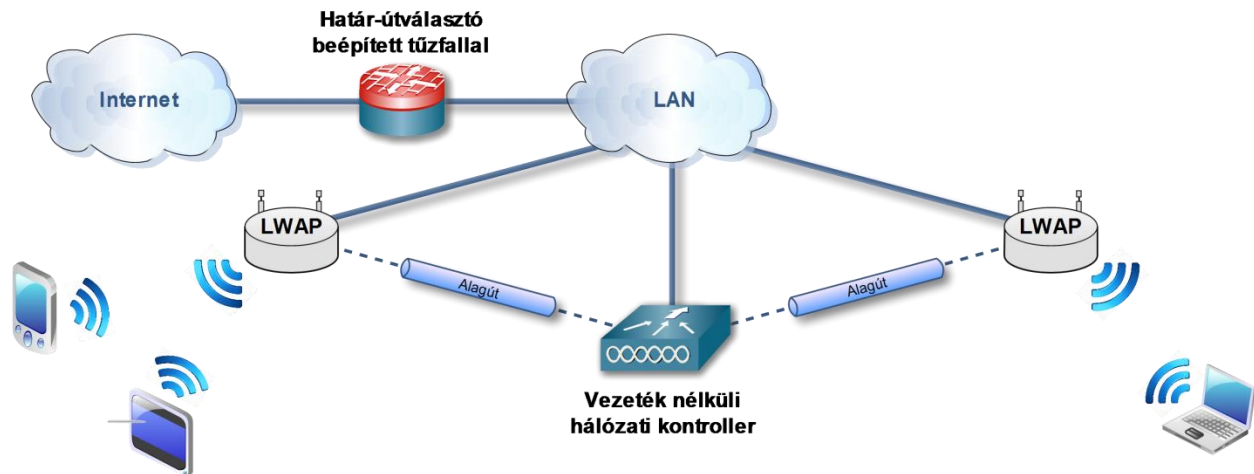 Határ-útválasztó
beépített tűzfallal
Internet
LAN
LWAP
LWAP
Alagút
Alagút
Vezeték nélküli
hálózati kontroller